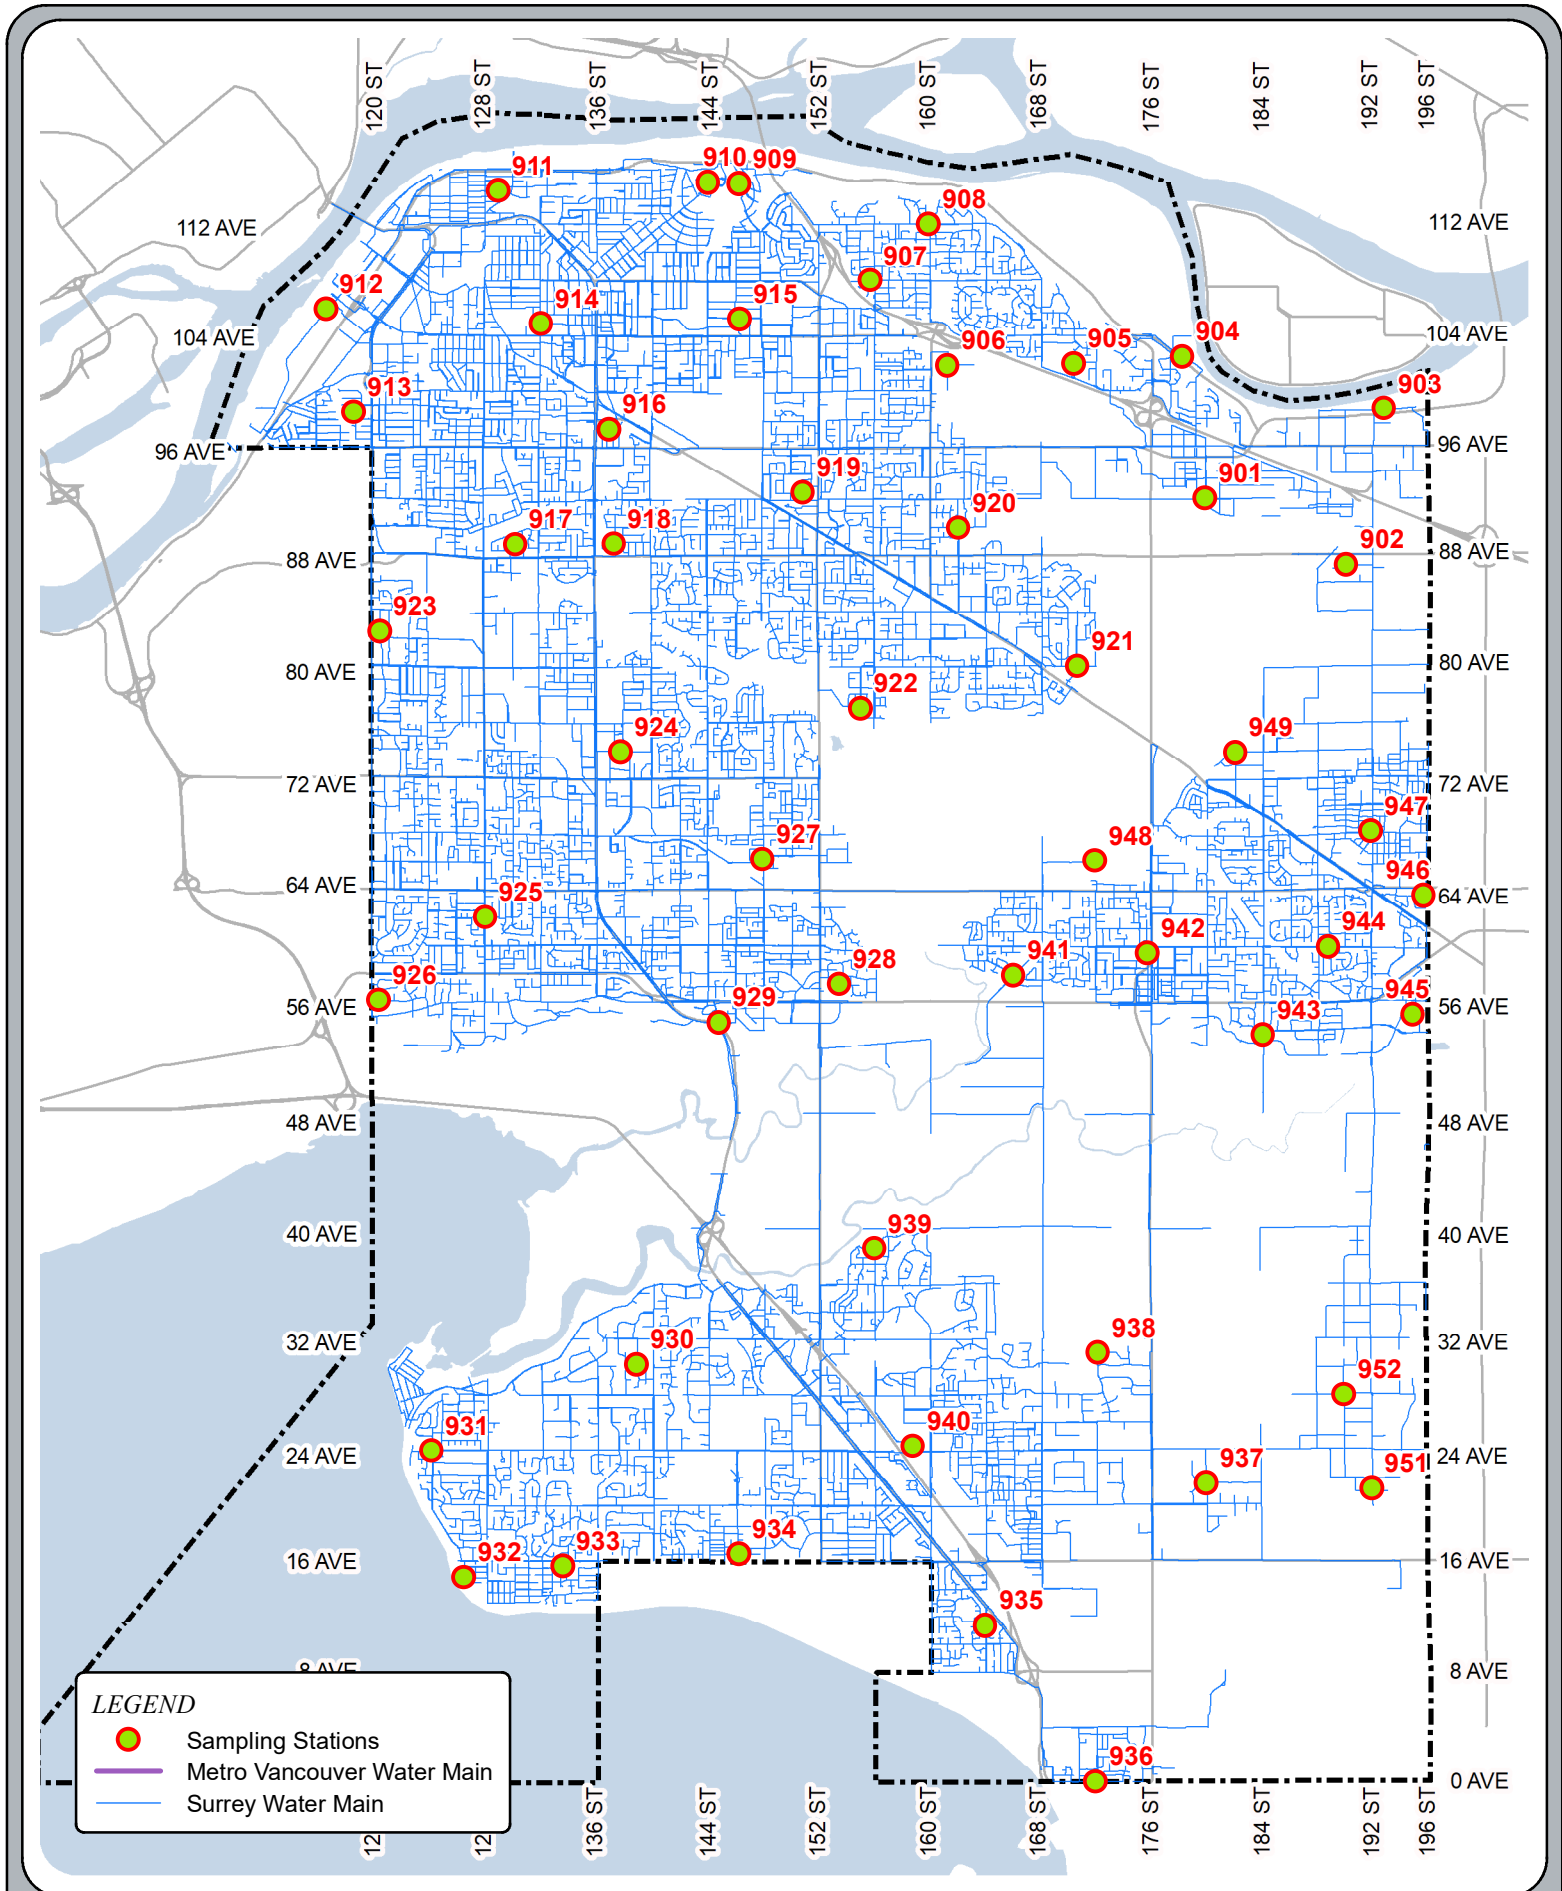 120 ST
128 ST
136 ST
144 ST
152 ST
160 ST
168 ST
176 ST
184 ST
192 ST
196 ST
911
910
909
908
112 AVE
112 AVE
907
912
914
915
104 AVE
104 AVE
906
905
904
913
916
903
96 AVE
96 AVE
919
901
920
917
918
902
88 AVE
88 AVE
923
921
80 AVE
80 AVE
922
924
949
72 AVE
72 AVE
947
927
948
946
64 AVE
64 AVE
925
944
942
941
928
926
945
929
943
56 AVE
56 AVE
48 AVE
48 AVE
939
40 AVE
40 AVE
938
32 AVE
32 AVE
930
952
931
940
24 AVE
24 AVE
937
951
934
933
932
16 AVE
16 AVE
935
8 AVE
8 AVE
LEGEND
Sampling Stations
Metro Vancouver Water Main
Surrey Water Main
936
0 AVE
12
12
136 ST
144 ST
152 ST
160 ST
168 ST
176 ST
184 ST
192 ST
196 ST